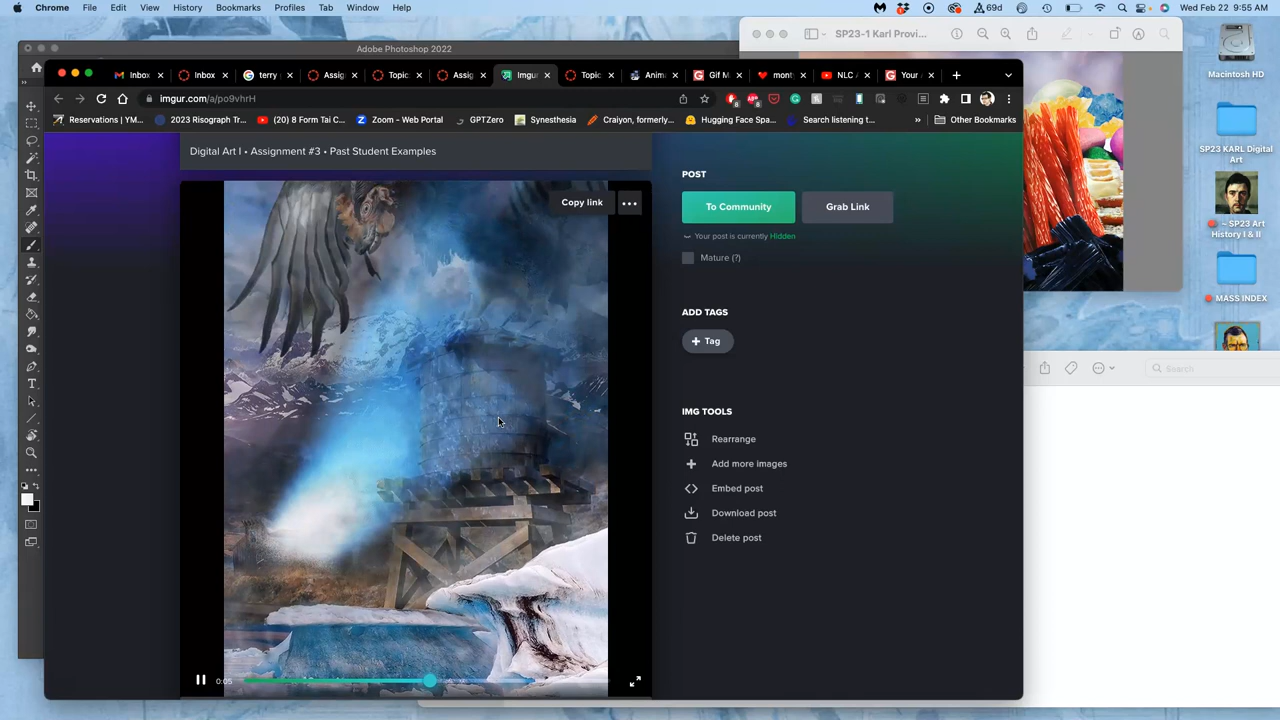 Chrome File Edit View History Bookmarks Profiles Tab Window Help 69d Wed Feb 22 9:55 AM
Adobe Photoshop 2022
SP23-1 Karl Provi...
Inbox Inbox terry Assig Topic Assig Imgur Topic Anima Gif M monty NLC A Your A
imgur.com/a/po9vhrH
Reservations | YM... 2023 Risograph Tr... (20) 8 Form Tai C... Zoom - Web Portal GPTZero Synesthesia Craiyon, formerly... Hugging Face Spa... Search listening t... » Other Bookmarks
Digital Art I • Assignment #3 • Past Student Examples
Copy link •••
POST
To Community Grab Link
Your post is currently Hidden
Mature (?)
ADD TAGS
+ Tag
IMG TOOLS
Rearrange
Add more images
Embed post
Download post
Delete post
0:05
Macintosh HD
SP23 KARL Digital
Art
~ SP23 Art
History I & II
MASS INDEX
Search